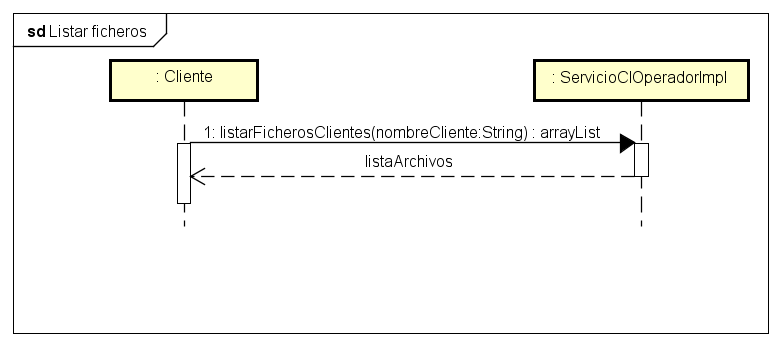 sd Listar ficheros
: Cliente
: ServicioClOperadorImpl
1: listarFicherosClientes(nombreCliente:String) : arrayList
listaArchivos